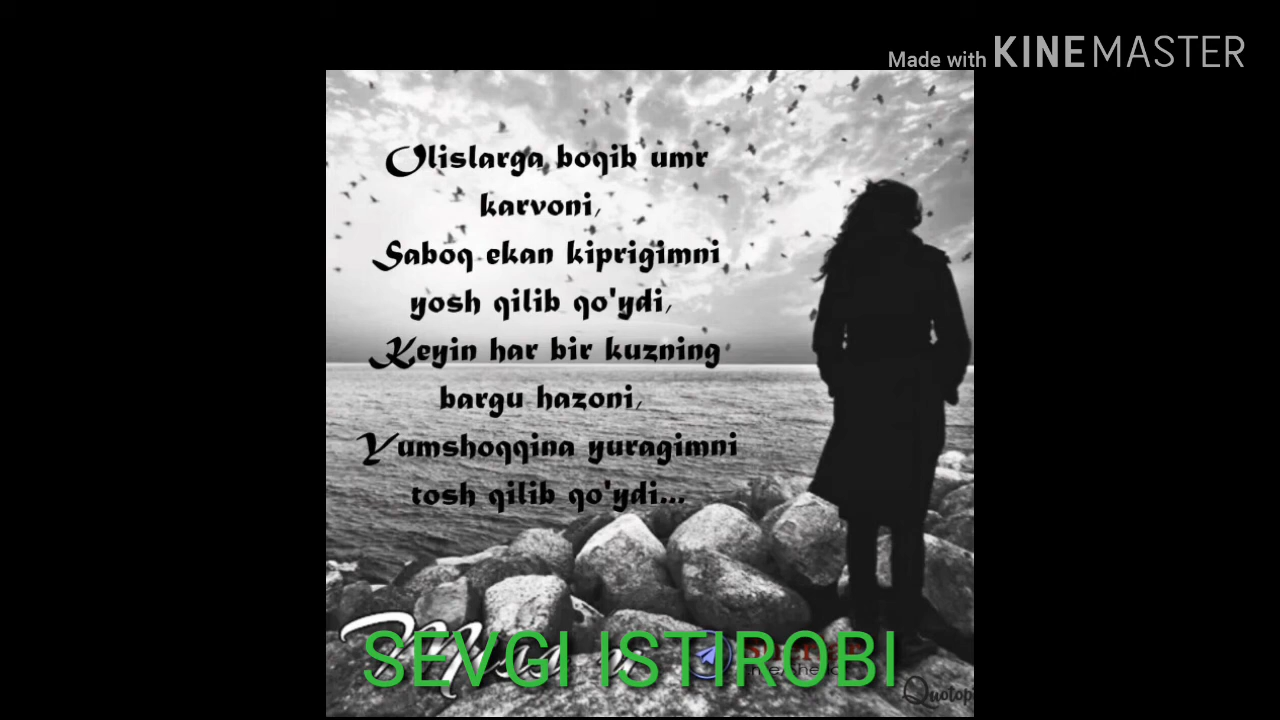 Made with KINEMASTER
Olislarga boqib umr
karvoni,
Saboq ekan kiprigimni
yosh qilib qo'ydi,
Keyin har bir kuzning
bargu hazoni,
Yumshoqqina yuragimni
tosh qilib qo'ydi...
SEVGI ISTIROBI